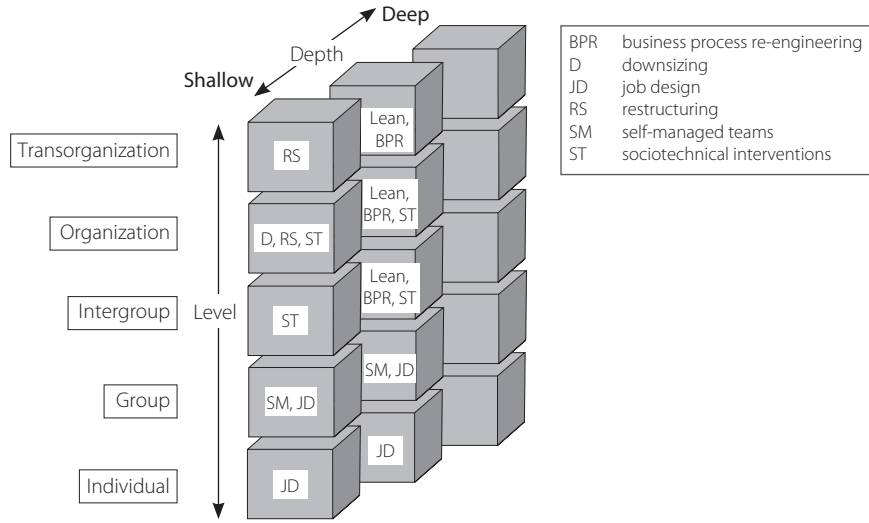 Deep
Depth
Shallow
BPR business process re-engineering
D downsizing
JD job design
RS restructuring
SM self-managed teams
ST sociotechnical interventions
Transorganization
RS
Lean,
BPR
Organization
D, RS, ST
Lean,
BPR, ST
Intergroup
Level
ST
Lean,
BPR, ST
Group
SM, JD
SM, JD
Individual
JD
JD